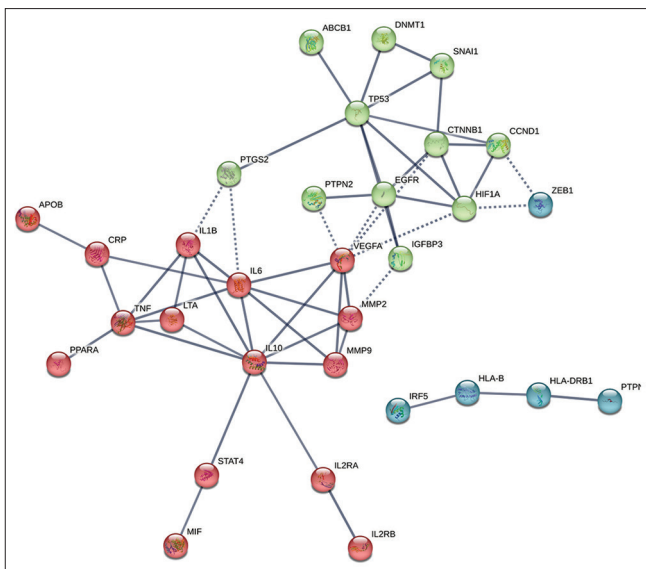 ABCB1
DNMT1
SNAI1
TP53
CTNNB1
CCND1
PTGS2
PTPN2
EGFR
HIF1A
ZEB1
APOB
CRP
IL1B
IL6
VEGFA
IGFBP3
TNF
LTA
MMP2
PPARA
IL10
MMP9
IRF5
HLA-B
HLA-DRB1
PTPN
STAT4
IL2RA
MIF
IL2RB